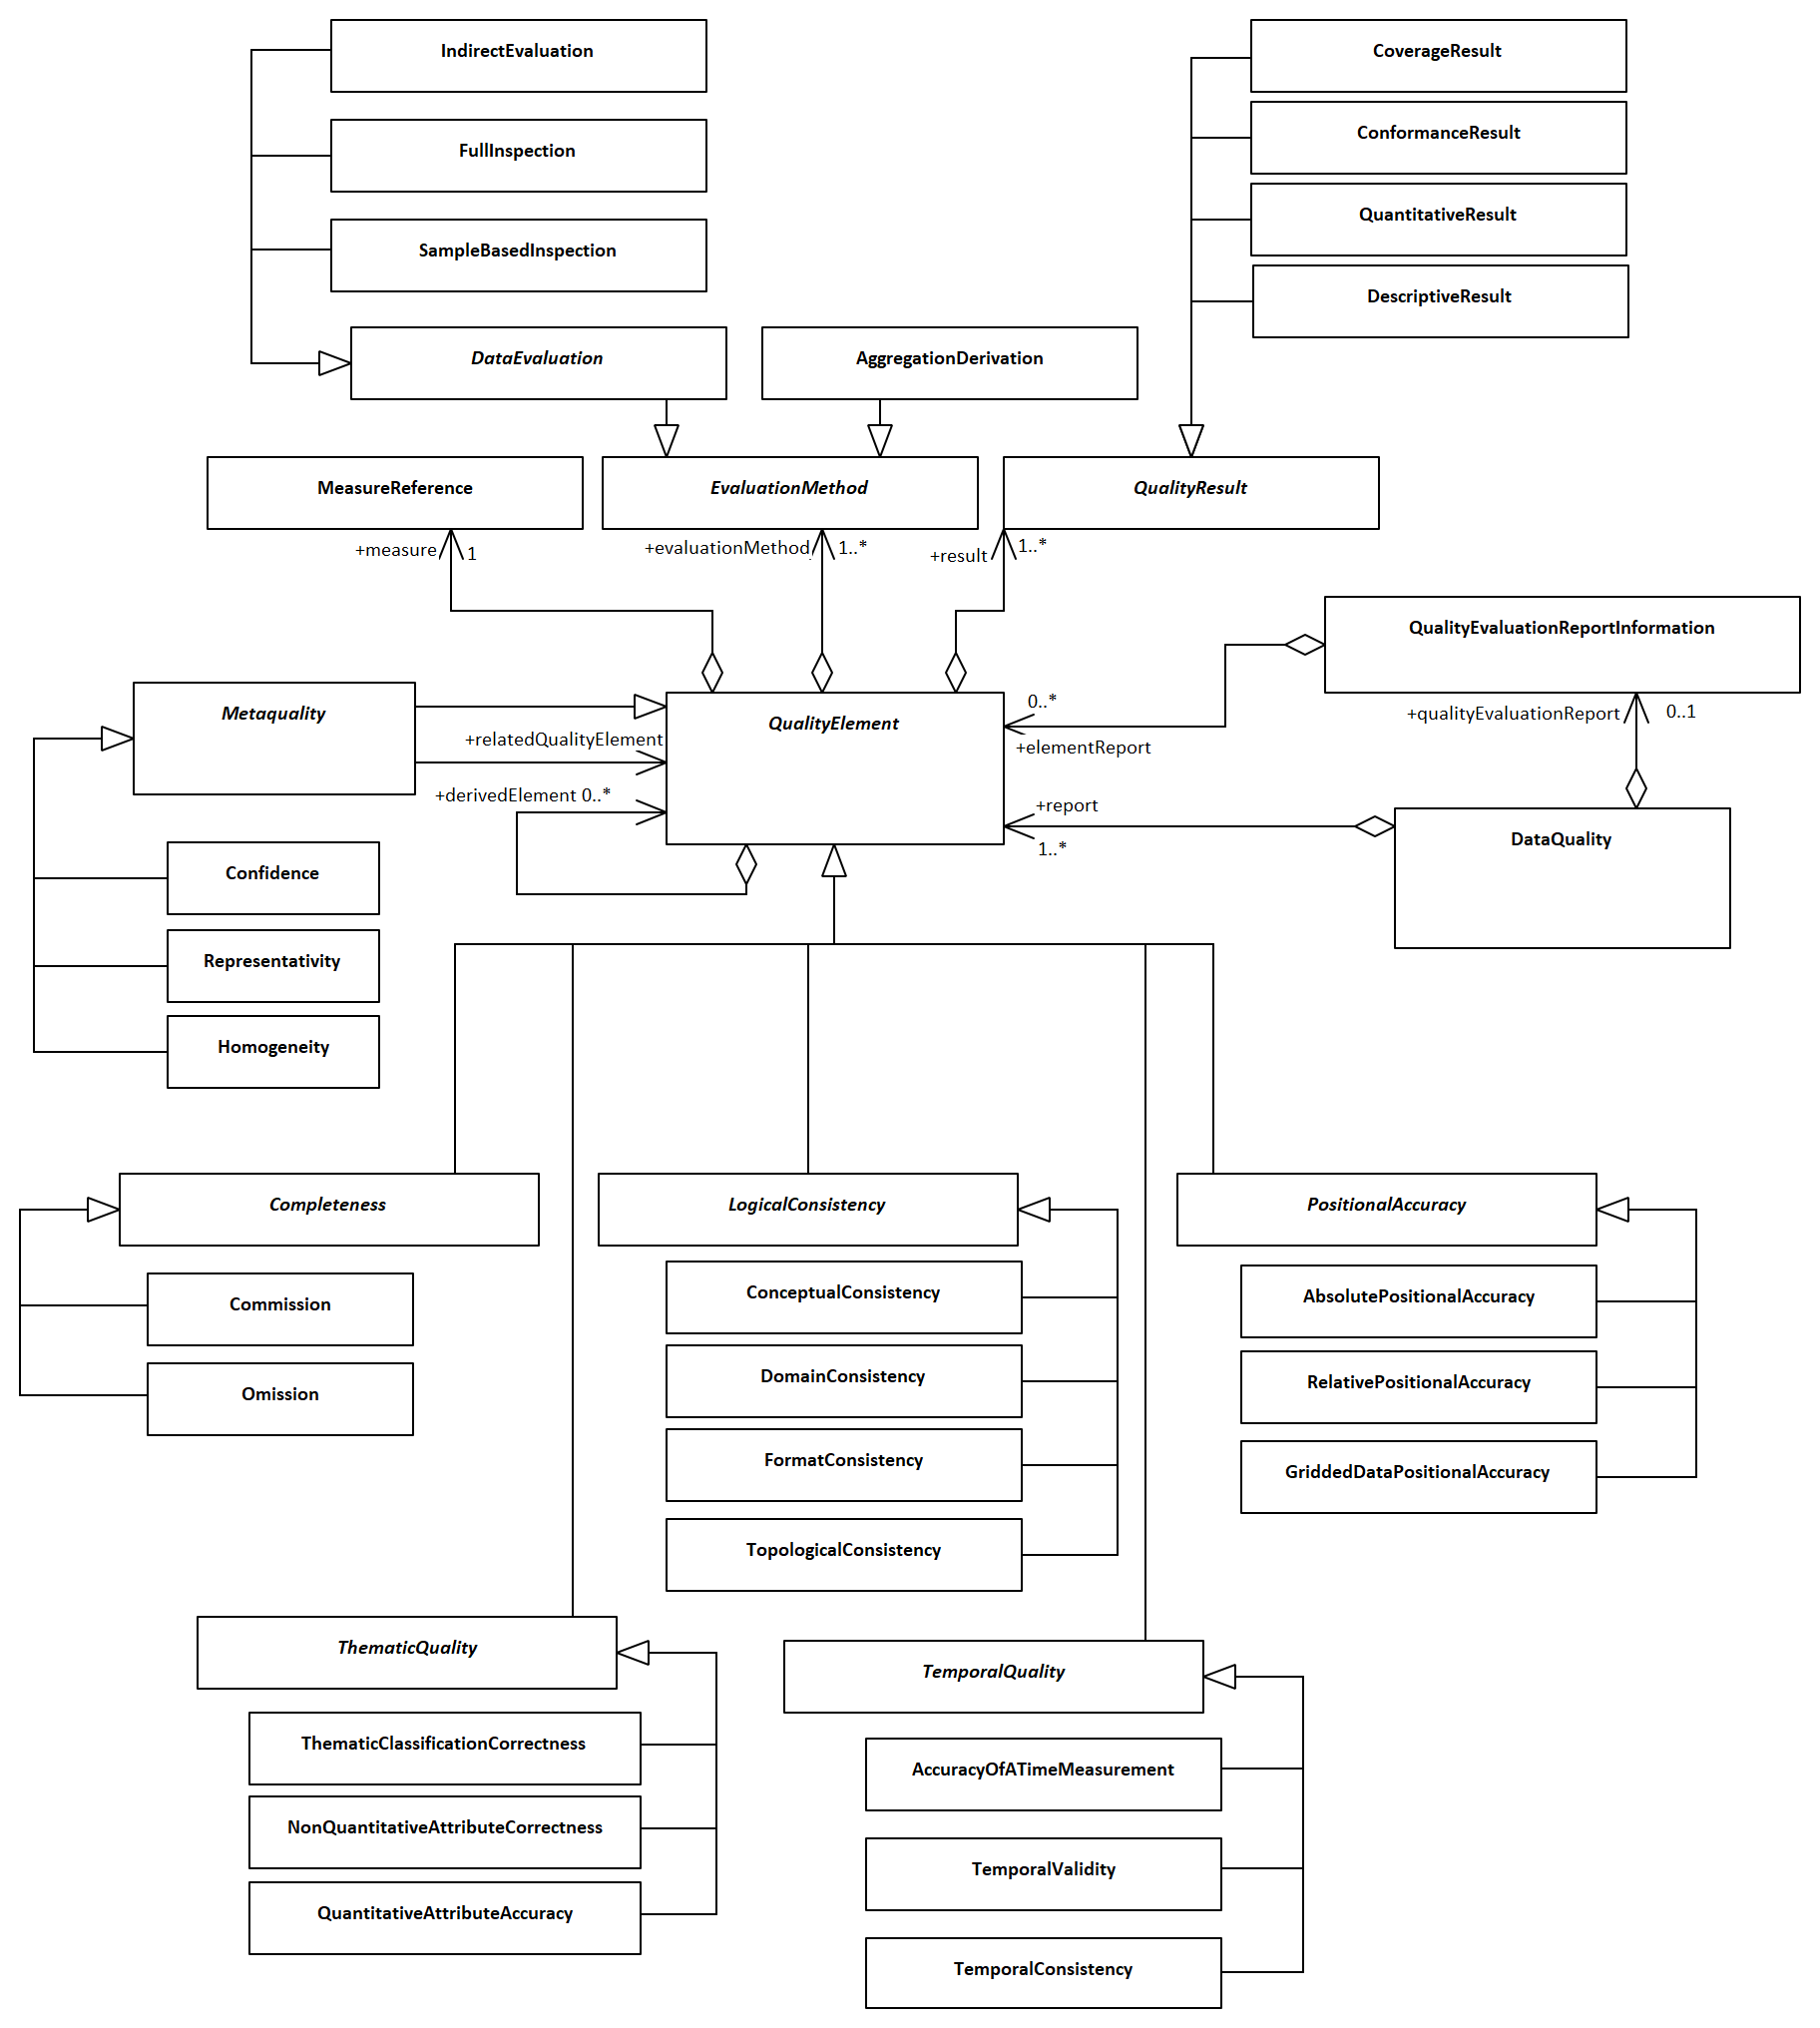 IndirectEvaluation
CoverageResult
FullInspection
ConformanceResult
SampleBasedInspection
QuantitativeResult
DescriptiveResult
DataEvaluation
AggregationDerivation
MeasureReference
EvaluationMethod
QualityResult
+measure
1
+evaluationMethod
1..*
+result
1..*
QualityEvaluationReportInformation
Metaquality
QualityElement
0..*
+elementReport
+qualityEvaluationReport
0..1
+relatedQualityElement
+derivedElement 0..*
+report
1..*
DataQuality
Confidence
Representativity
Homogeneity
Completeness
LogicalConsistency
PositionalAccuracy
Commission
Omission
ConceptualConsistency
DomainConsistency
FormatConsistency
TopologicalConsistency
AbsolutePositionalAccuracy
RelativePositionalAccuracy
GriddedDataPositionalAccuracy
ThematicQuality
TemporalQuality
ThematicClassificationCorrectness
NonQuantitativeAttributeCorrectness
QuantitativeAttributeAccuracy
AccuracyOfATimeMeasurement
TemporalValidity
TemporalConsistency